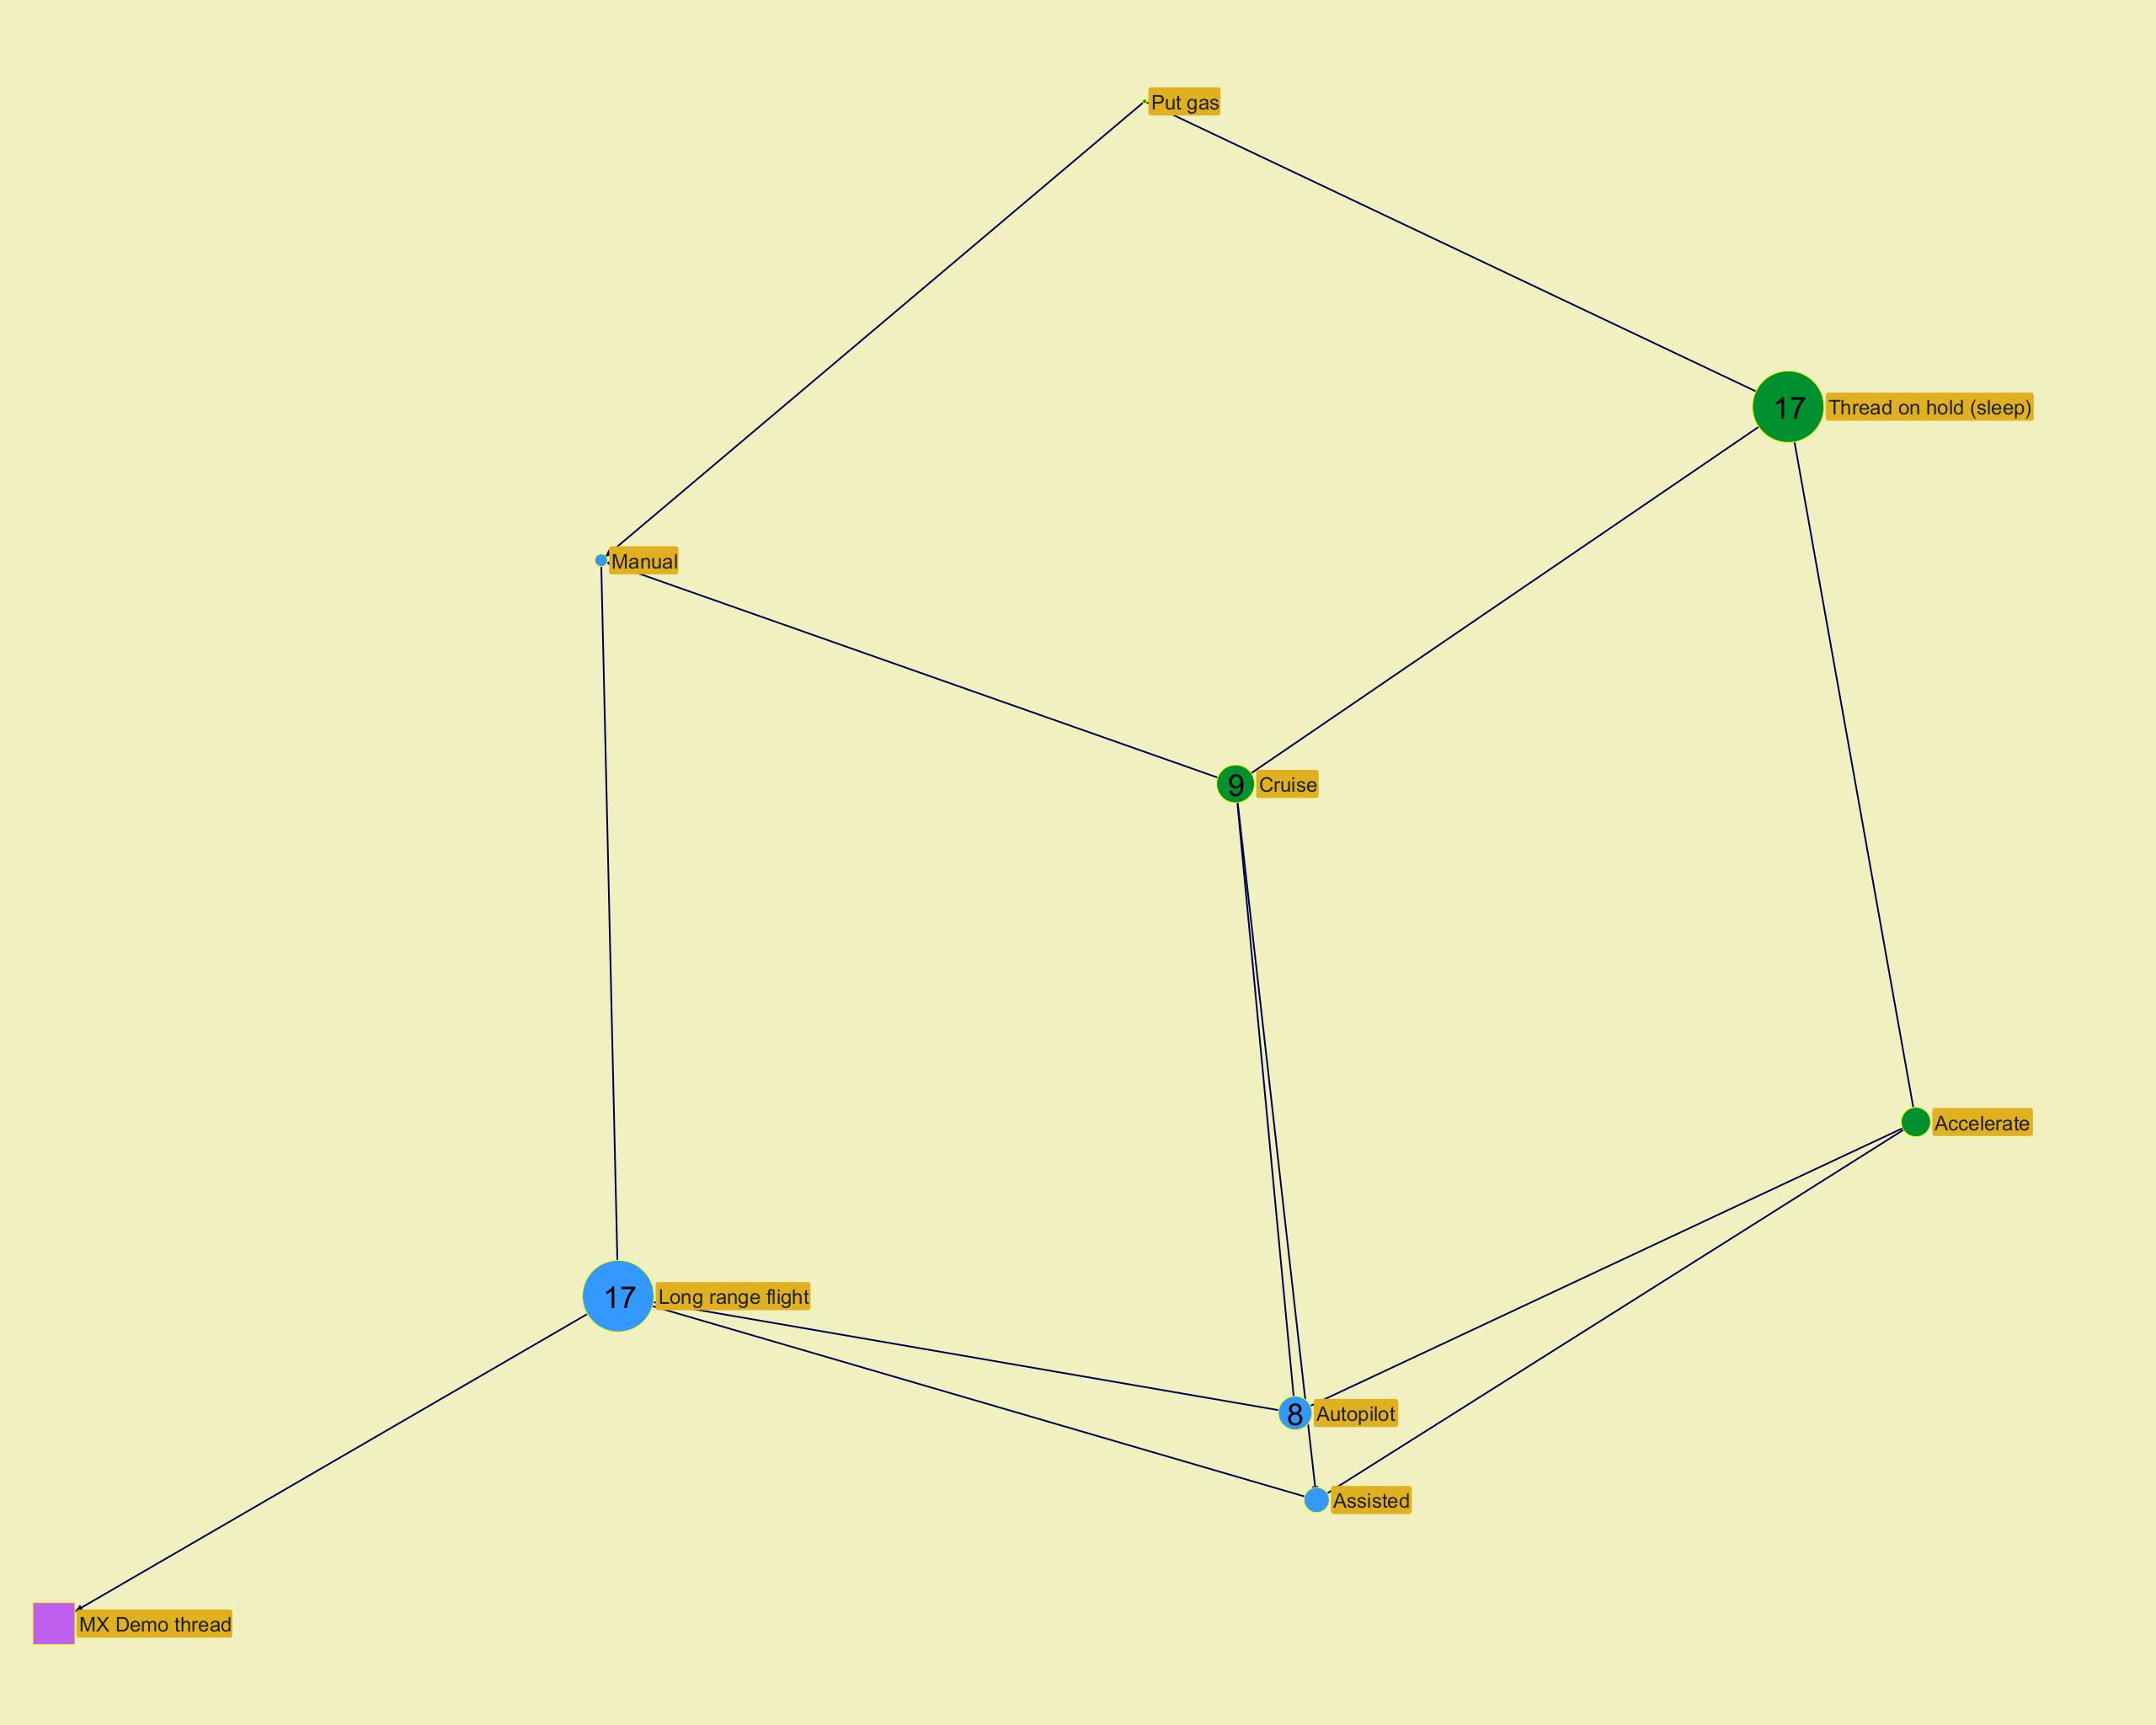 Put gas
17
Thread on hold (sleep)
Manual
9
Cruise
Accelerate
17
Long range flight
8
Autopilot
Assisted
MX Demo thread